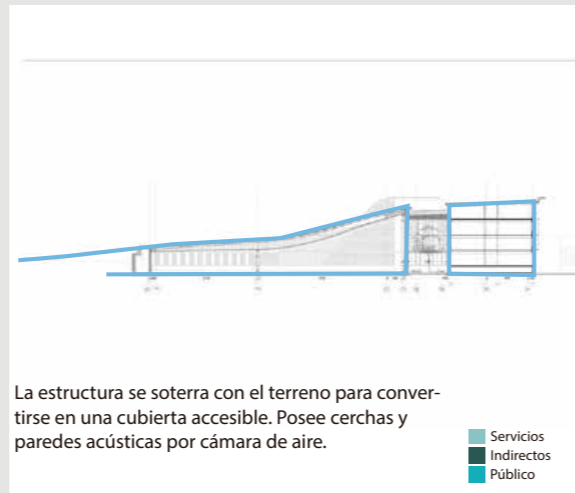 La estructura se soterra con el terreno para conver-
tirse en una cubierta accesible. Posee cerchas y
paredes acústicas por cámara de aire.
Servicios
Indirectos
Público